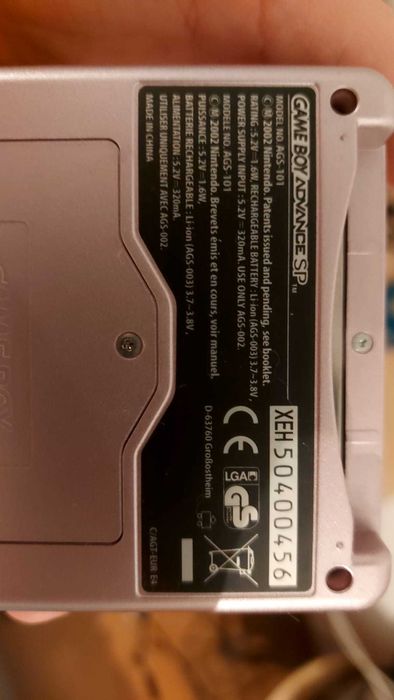 GAME BOY ADVANCE SP™
MODEL NO. AGS-101
©/Ⓜ 2002 Nintendo. Patents issued and pending, see booklet.
RATING : 5.2V⎓1.6W, RECHARGEABLE BATTERY : Li-ion (AGS-003) 3.7–3.8V,
POWER SUPPLY INPUT : 5.2V⎓320mA. USE ONLY AGS-002.
MODELE NO. AGS-101
©/Ⓜ 2002 Nintendo. Brevets émis et en cours, voir manuel.
PUISSANCE : 5.2V⎓1.6W,
BATTERIE RECHARGEABLE : Li-ion (AGS-003) 3.7–3.8V,
ALIMENTATION : 5.2V⎓320mA.
UTILISER UNIQUEMENT AVEC AGS-002.
MADE IN CHINA
XEH50400456
CE
LGA
GS
D-63760 Großostheim
C/AGT-EUR E4